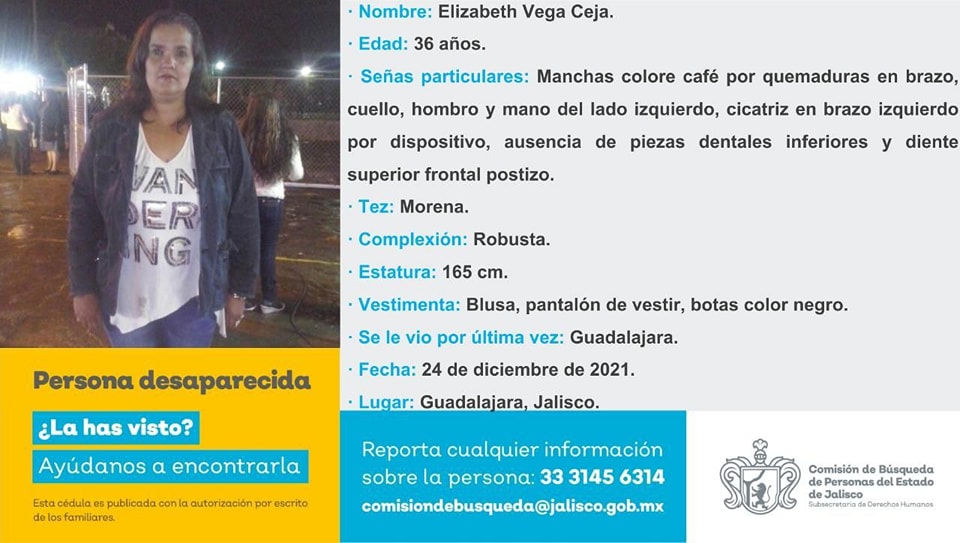 · Nombre: Elizabeth Vega Ceja.
· Edad: 36 años.
· Señas particulares: Manchas colore café por quemaduras en brazo,
cuello, hombro y mano del lado izquierdo, cicatriz en brazo izquierdo
por dispositivo, ausencia de piezas dentales inferiores y diente
superior frontal postizo.
· Tez: Morena.
· Complexión: Robusta.
· Estatura: 165 cm.
· Vestimenta: Blusa, pantalón de vestir, botas color negro.
· Se le vio por última vez: Guadalajara.
· Fecha: 24 de diciembre de 2021.
· Lugar: Guadalajara, Jalisco.
VAN
DER
ING
Persona desaparecida
¿La has visto?
Ayúdanos a encontrarla
Esta cédula es publicada con la autorización por escrito
de los familiares.
Reporta cualquier información
sobre la persona: 33 3145 6314
comisiondebusqueda@jalisco.gob.mx
Comisión de Búsqueda
de Personas del Estado
de Jalisco
Subsecretaría de Derechos Humanos